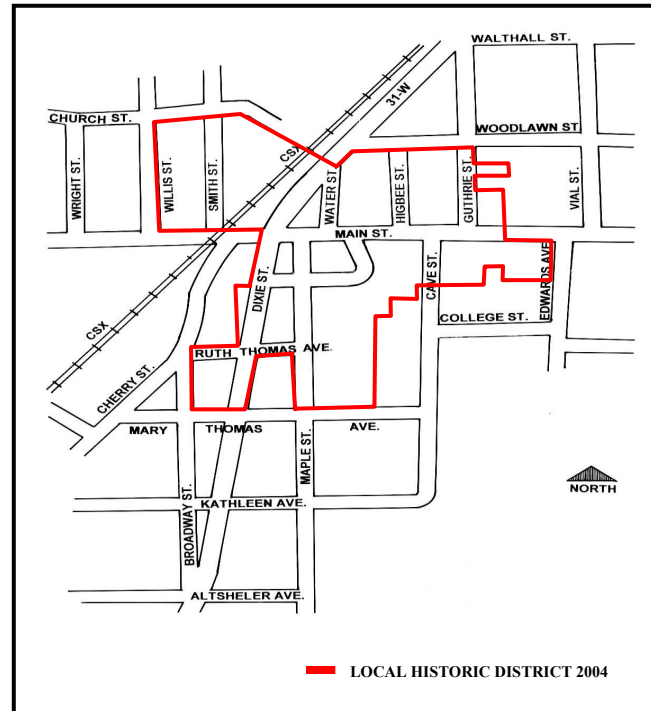 WALTHALL ST.
31-W
CHURCH ST.
WOODLAWN ST.
CSX
WRIGHT ST.
WILLIS ST.
SMITH ST.
WATER ST.
HIGBEE ST.
GUTHRIE ST.
VIAL ST.
MAIN ST.
DIXIE ST.
CAVE ST.
EDWARDS AVE.
COLLEGE ST.
CSX
RUTH THOMAS AVE.
CHERRY ST.
MARY THOMAS AVE.
MAPLE ST.
NORTH
BROADWAY ST.
KATHLEEN AVE.
ALTSHELER AVE.
LOCAL HISTORIC DISTRICT 2004